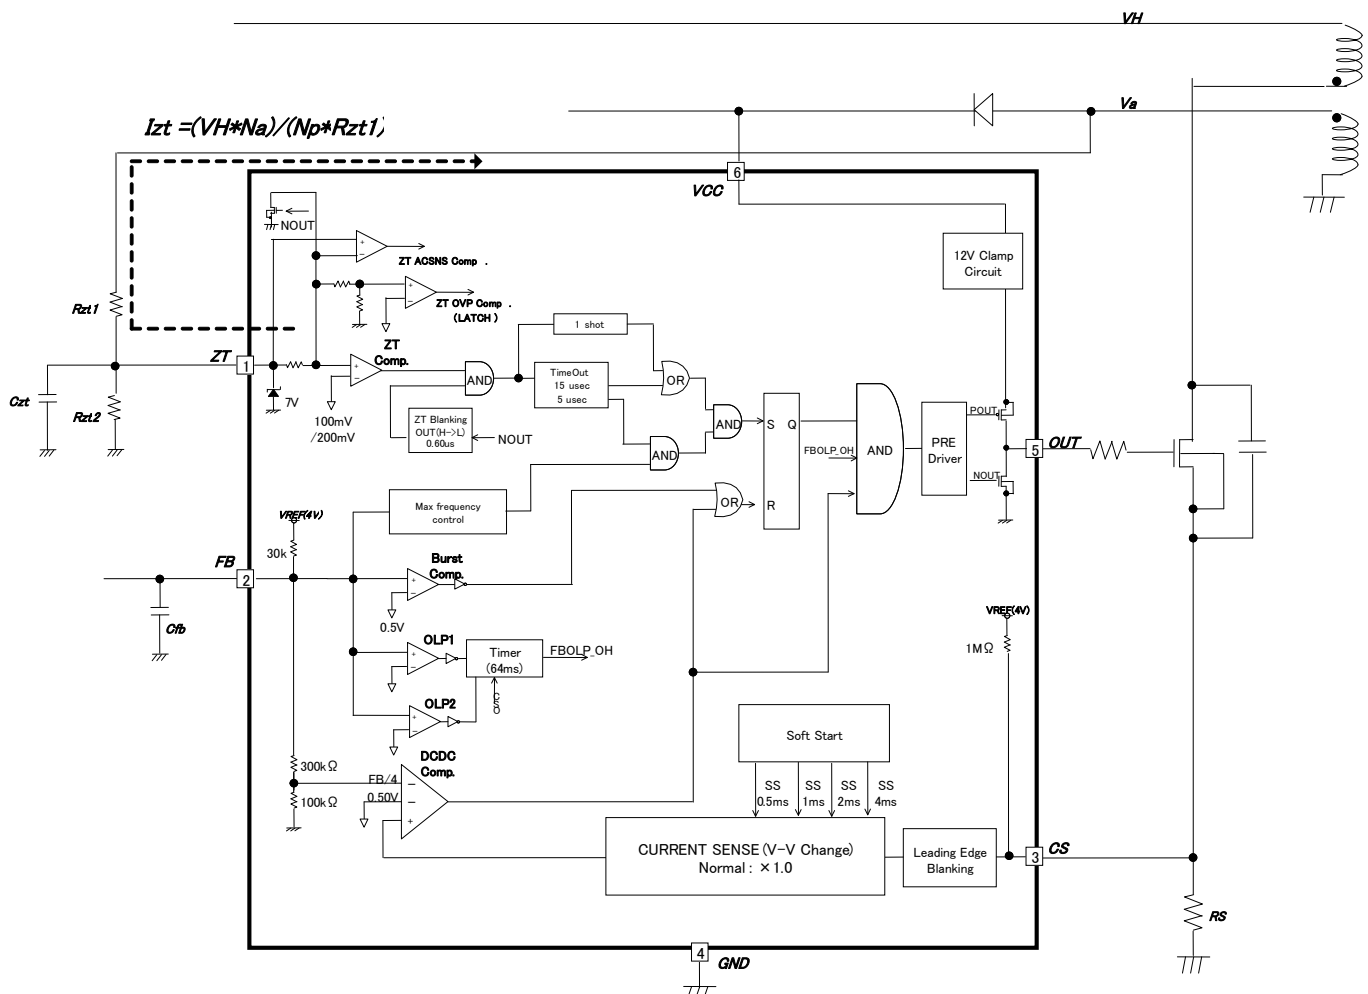 VH
Va
Izt =(VH*Na)/(Np*Rzt1)
6
VCC
NOUT
12V Clamp
Circuit
ZT ACSNS Comp .
ZT OVP Comp .
(LATCH)
Rzt1
1 shot
ZT
1
ZT
Comp.
AND
TimeOut
15 usec
5 usec
OR
7V
Czt
Rzt2
100mV
/200mV
ZT Blanking
OUT(H->L)
0.60us
NOUT
AND
AND
S Q
R
FBOLP_OH
AND
PRE
Driver
POUT
NOUT
5
OUT
OR
Max frequency
control
VREF(4V)
30k
FB
2
Burst
Comp.
0.5V
Cfb
OLP1
Timer
(64ms)
FBOLP_OH
CSO
OLP2
VREF(4V)
1MΩ
Soft Start
DCDC
Comp.
300kΩ
FB/4
0.50V
100kΩ
SS
0.5ms
SS
1ms
SS
2ms
SS
4ms
CURRENT SENSE (V-V Change)
Normal : ×1.0
Leading Edge
Blanking
3
CS
RS
4
GND